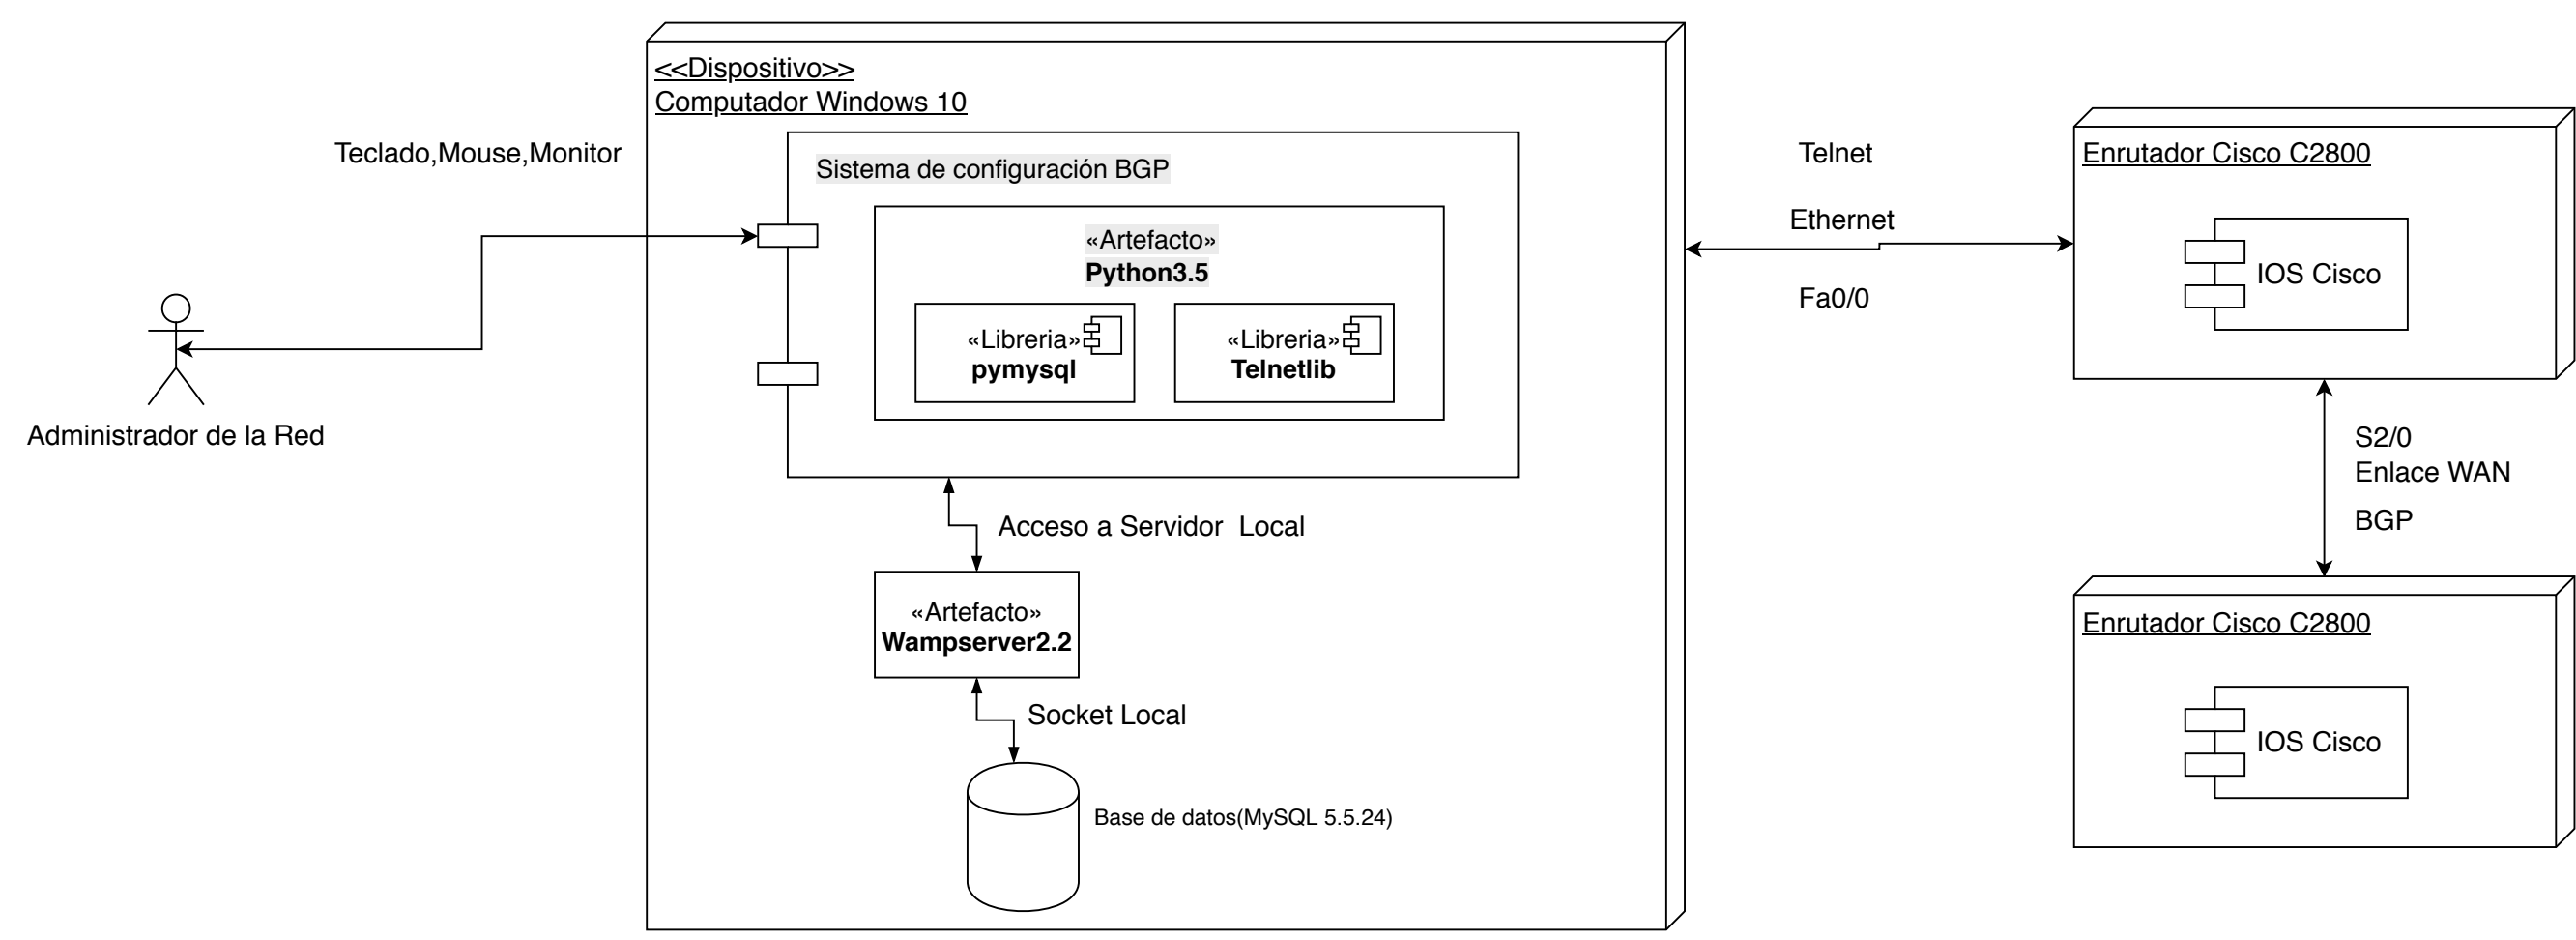 <<Dispositivo>>
Computador Windows 10
Teclado,Mouse,Monitor
Sistema de configuración BGP
«Artefacto»
Python3.5
«Libreria»
pymysql
«Libreria»
Telnetlib
Administrador de la Red
Acceso a Servidor  Local
«Artefacto»
Wampserver2.2
Socket Local
Base de datos(MySQL 5.5.24)
Telnet
Ethernet
Fa0/0
Enrutador Cisco C2800
IOS Cisco
S2/0
Enlace WAN
BGP
Enrutador Cisco C2800
IOS Cisco